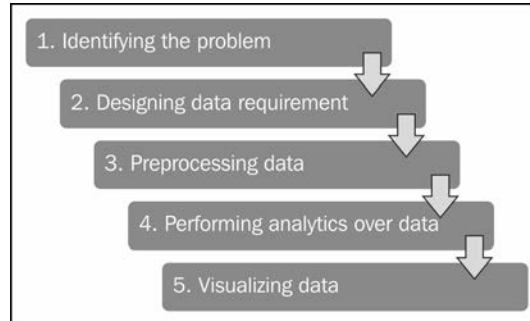 1. Identifying the problem
2. Designing data requirement
3. Preprocessing data
4. Performing analytics over data
5. Visualizing data